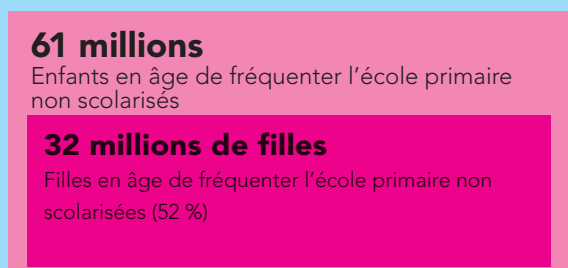 61 millions
Enfants en âge de fréquenter l’école primaire
non scolarisés
32 millions de filles
Filles en âge de fréquenter l’école primaire non
scolarisées (52 %)